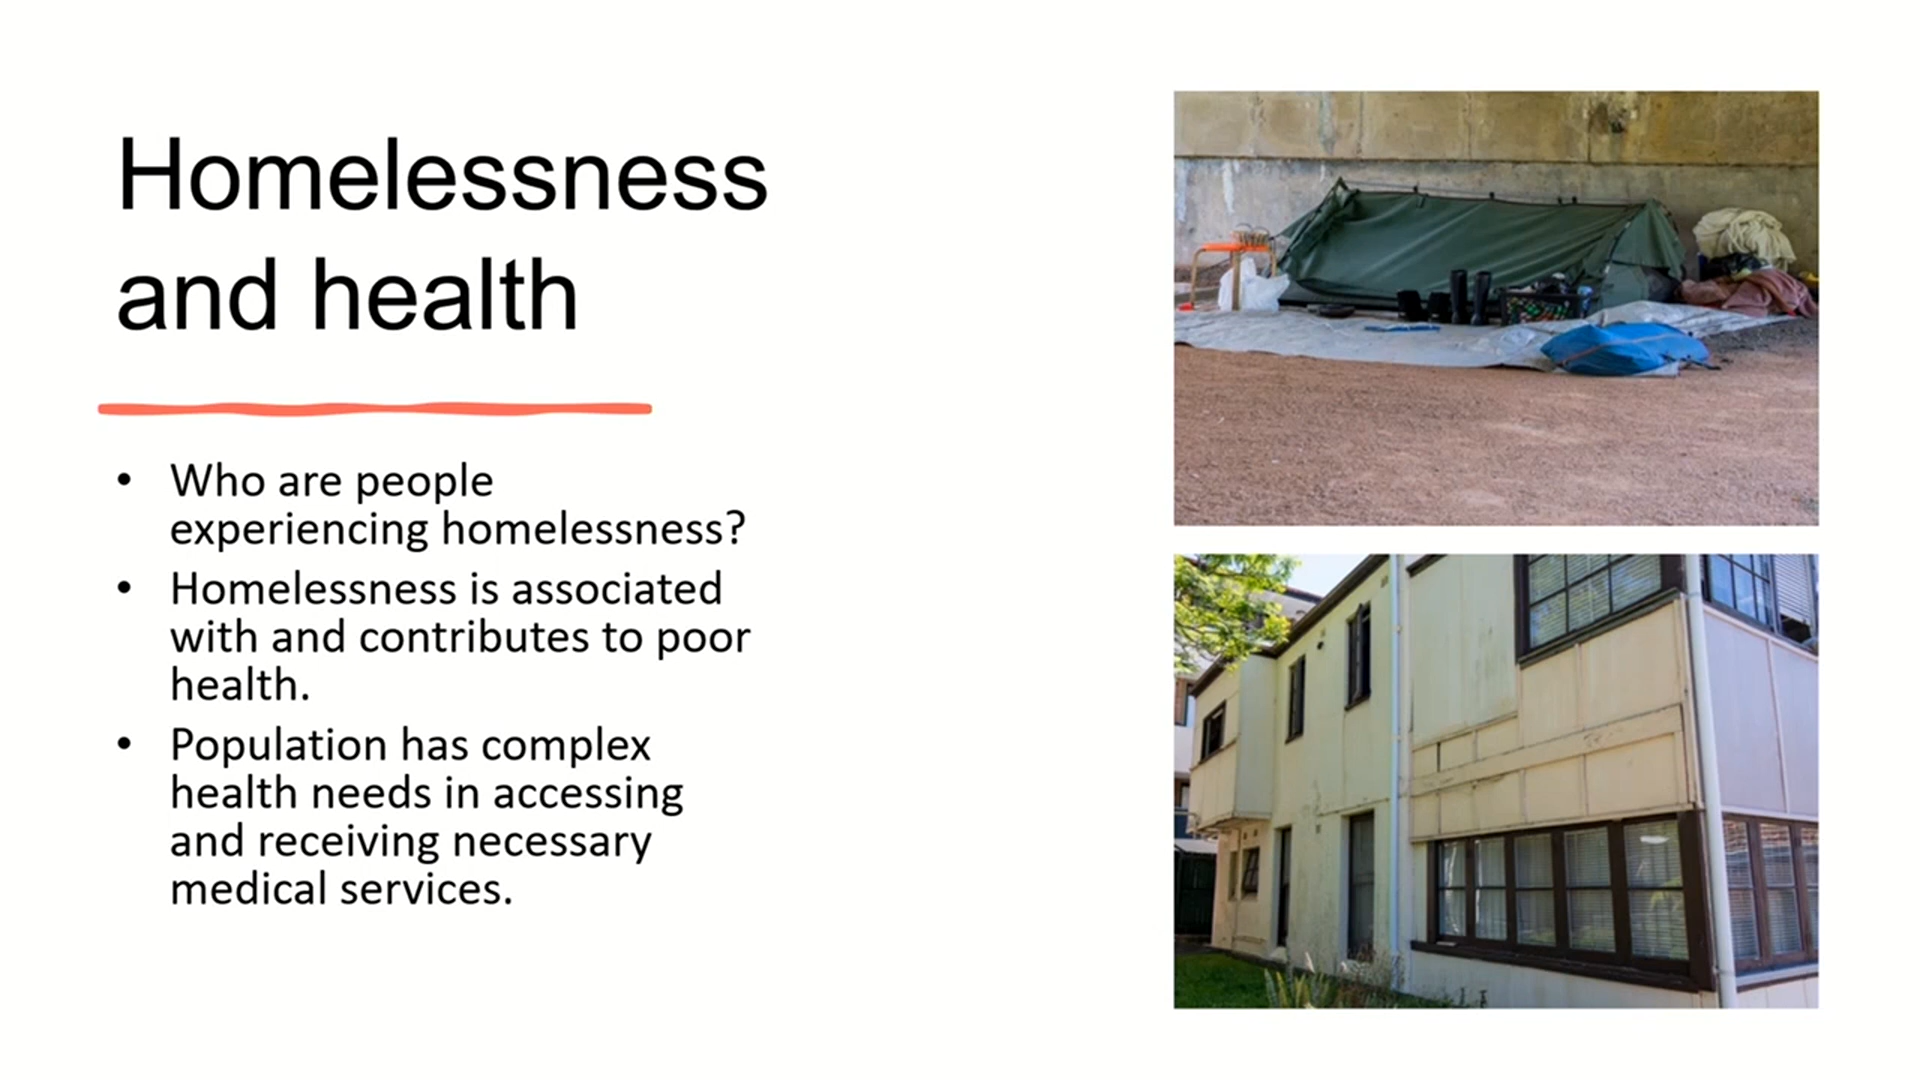 Homelessness
and health
• Who are people
experiencing homelessness?
• Homelessness is associated
with and contributes to poor
health.
• Population has complex
health needs in accessing
and receiving necessary
medical services.